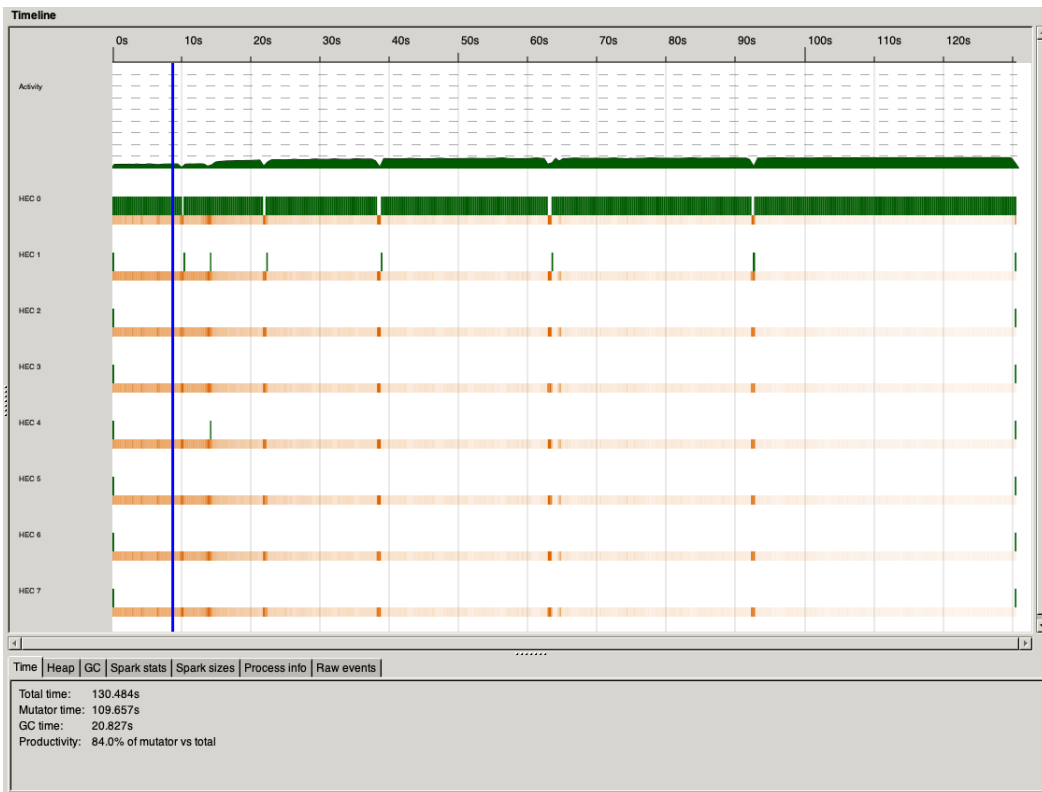 Timeline
0s 10s 20s 30s 40s 50s 60s 70s 80s 90s 100s 110s 120s
Activity
HEC 0
HEC 1
HEC 2
HEC 3
HEC 4
HEC 5
HEC 6
HEC 7
Time Heap GC Spark stats Spark sizes Process info Raw events
Total time: 130.484s
Mutator time: 109.657s
GC time: 20.827s
Productivity: 84.0% of mutator vs total